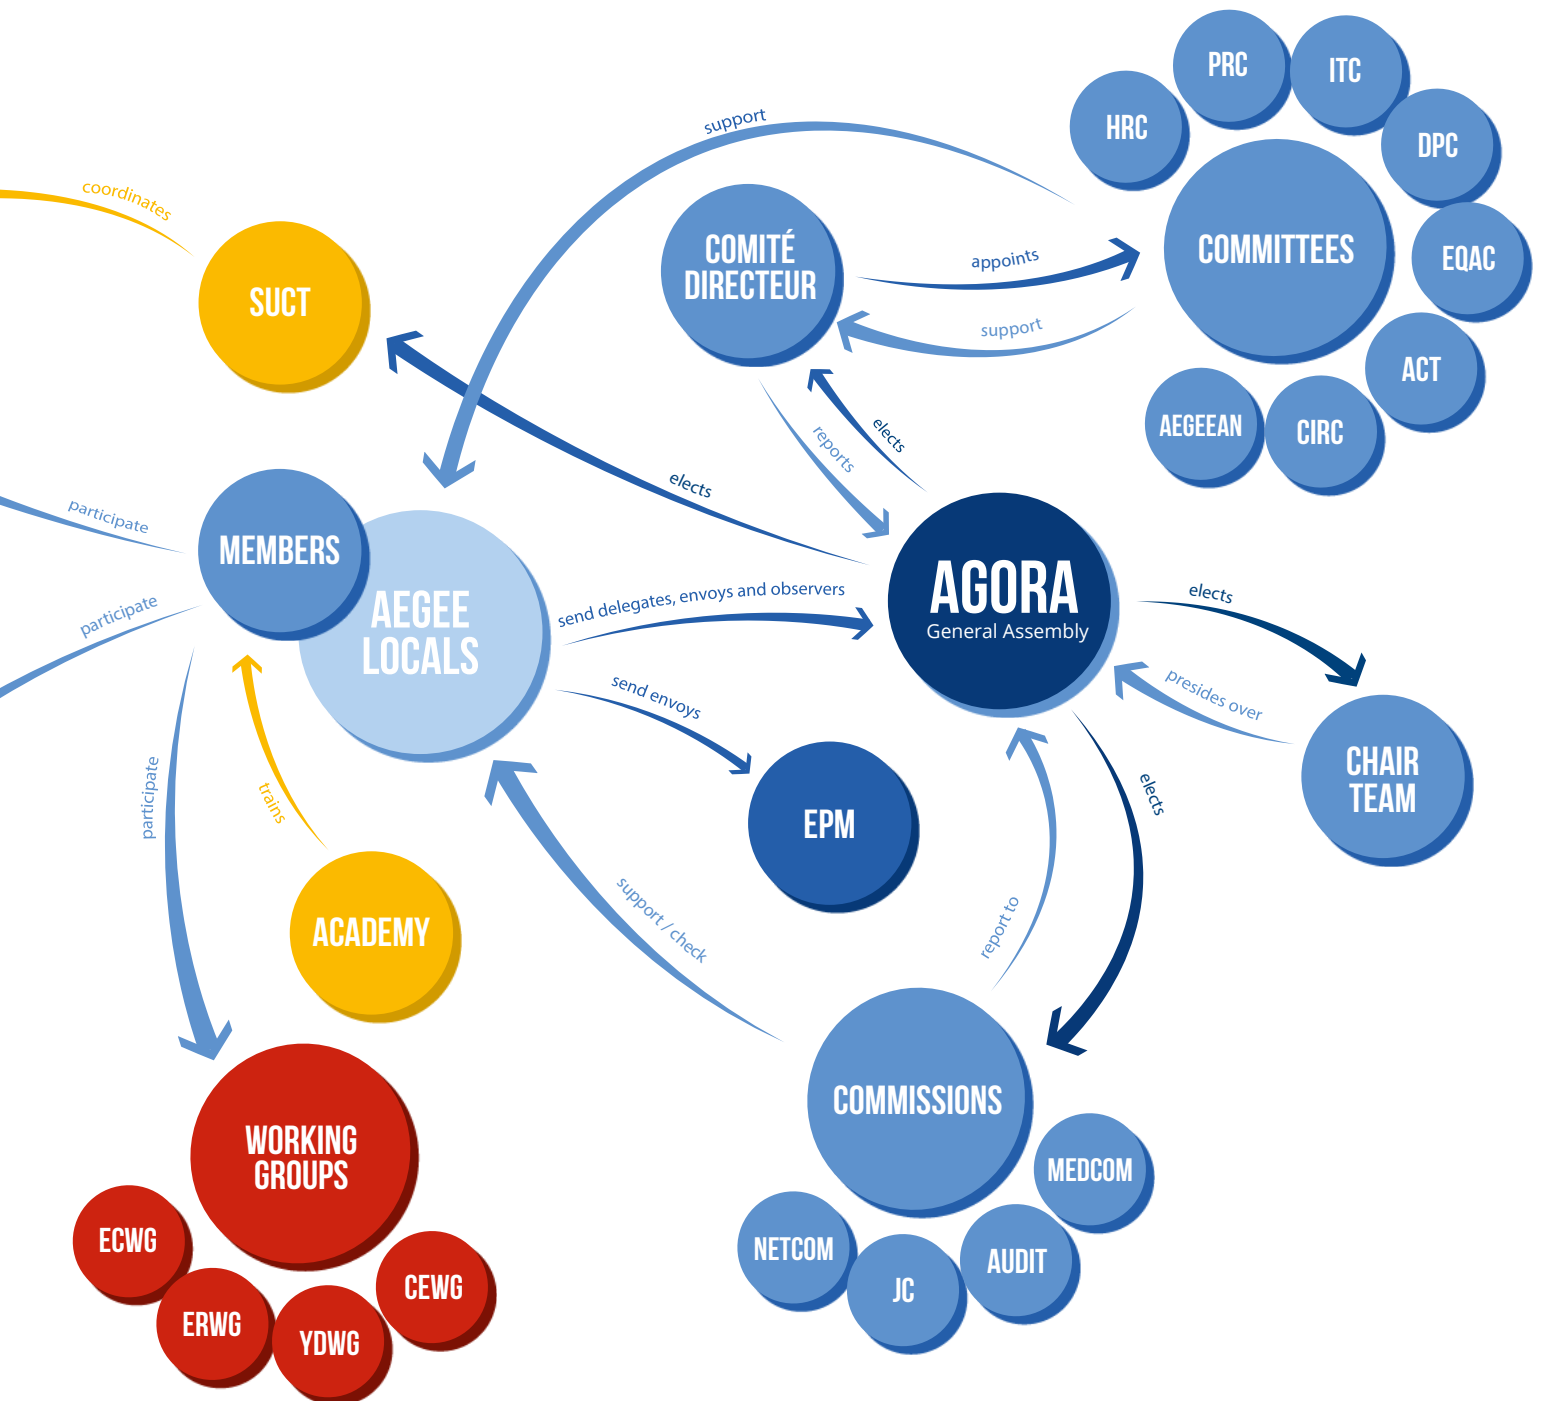 PRC
ITC
HRC
DPC
support
coordinates
COMITÉ
DIRECTEUR
appoints
COMMITTEES
EQAC
SUCT
support
ACT
AEGEEAN
CIRC
reports
elects
elects
participate
MEMBERS
AEGEE
LOCALS
send delegates, envoys and observers
AGORA
General Assembly
elects
participate
send envoys
presides over
CHAIR
TEAM
participate
trains
EPM
elects
support / check
report to
ACADEMY
COMMISSIONS
WORKING
GROUPS
MEDCOM
ECWG
NETCOM
AUDIT
CEWG
JC
ERWG
YDWG